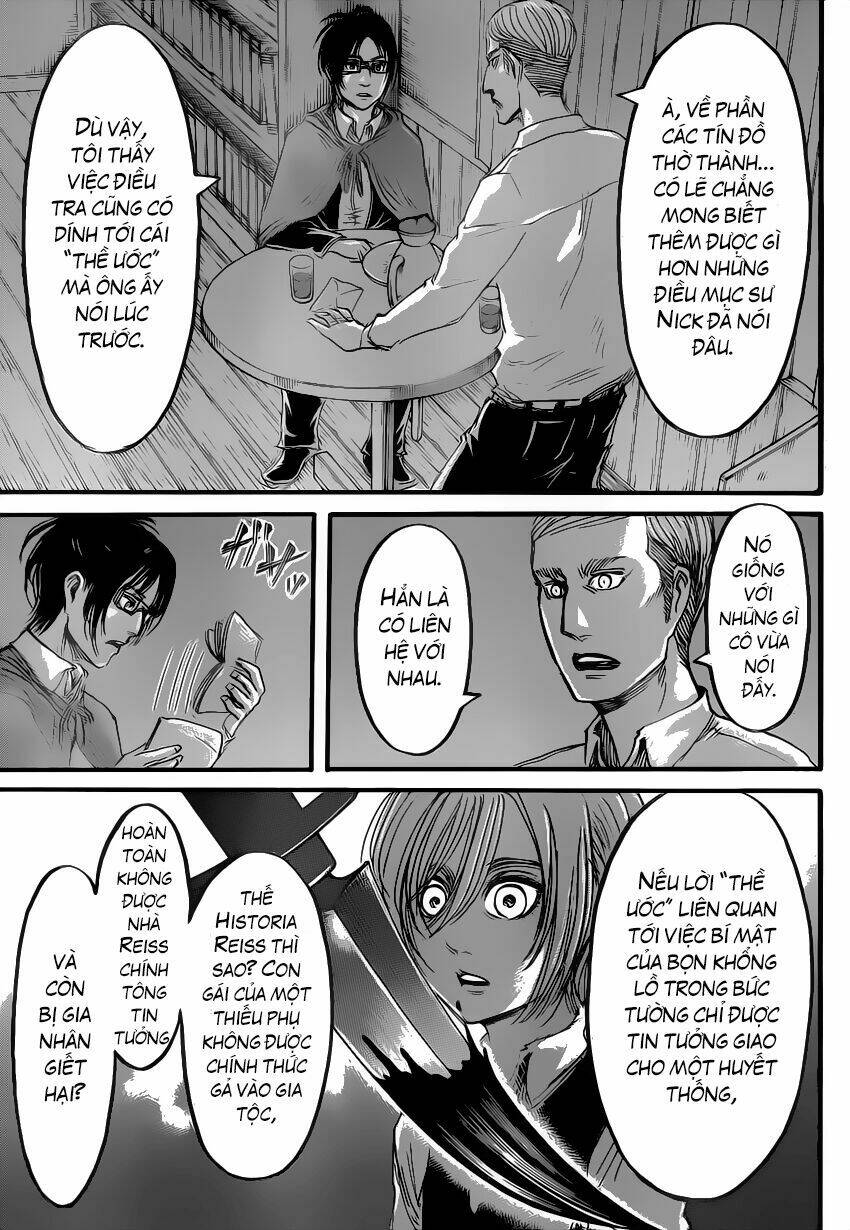 À, VỀ PHẦN
CÁC TÍN ĐỒ
THỜ THÀNH...
CÓ LẼ CHẲNG
MONG BIẾT
THÊM ĐƯỢC GÌ
HƠN NHỮNG
ĐIỀU MỤC SƯ
NICK ĐÃ NÓI
ĐÂU.
DÙ VẬY,
TÔI THẤY
VIỆC ĐIỀU
TRA CŨNG CÓ
DÍNH TỚI CÁI
“THỀ ƯỚC”
MÀ ÔNG ẤY
NÓI LÚC
TRƯỚC.
NÓ
GIỐNG
VỚI
NHỮNG GÌ
CÔ VỪA
NÓI
ĐẤY.
HẲN LÀ
CÓ LIÊN
HỆ VỚI
NHAU.
NẾU LỜI “THỀ
ƯỚC” LIÊN QUAN
TỚI VIỆC BÍ MẬT
CỦA BỌN KHỔNG
LỒ TRONG BỨC
TƯỜNG CHỈ ĐƯỢC
TIN TƯỞNG GIAO
CHO MỘT HUYẾT
THỐNG,
THẾ
HISTORIA
REISS THÌ
SAO? CON
GÁI CỦA MỘT
THIẾU PHỤ
KHÔNG ĐƯỢC
CHÍNH THỨC
GẢ VÀO GIA
TỘC,
HOÀN
TOÀN
KHÔNG
ĐƯỢC
NHÀ
REISS
CHÍNH
TÔNG
TIN
TƯỞNG
VÀ
CÒN
BỊ GIA
NHÂN
GIẾT
HẠI?